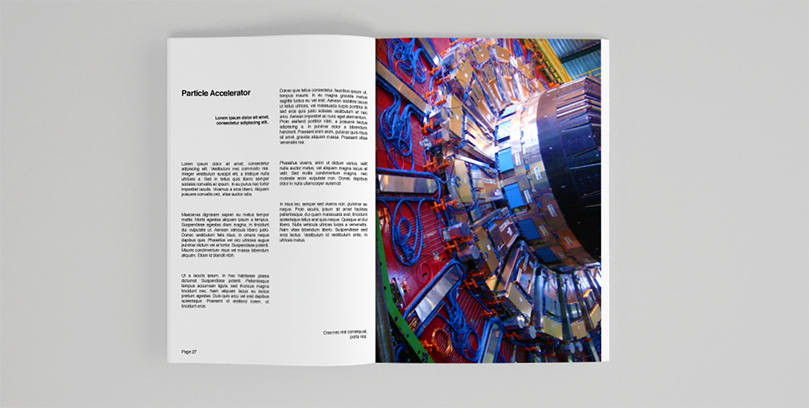 Particle Accelerator
Lorem ipsum dolor sit amet,
consectetur adipiscing elit.
Lorem ipsum dolor sit amet, consectetur
adipiscing elit. Vestibulum nec commodo nisi.
Integer vestibulum suscipit elit, a tristique nulla
ultrices a. Sed in tellus quis libero semper
sodales convallis ac ipsum. In eu purus nec tortor
imperdiet iaculis. Vivamus a eros libero. Aliquam
posuere convallis orci, vitae auctor odio.
Maecenas dignissim sapien eu metus tempor
mattis. Morbi egestas aliquam ipsum a tempus.
Suspendisse egestas diam magna, in tincidunt
dui vulputate ut. Aenean vehicula libero justo.
Donec vestibulum felis risus, in ornare neque
dapibus quis. Phasellus vel orci ultrices augue
pulvinar dictum vel at tortor. Suspendisse potenti.
Mauris condimentum risus vel massa bibendum
aliquam. Etiam id blandit nibh.
Ut a iaculis ipsum. In hac habitasse platea
dictumst. Suspendisse potenti. Pellentesque
tempus accumsan ligula, sed rhoncus magna
tincidunt nec. Nam aliquam lacus eu lectus
pretium egestas. Duis quis arcu vel erat dapibus
scelerisque. Praesent id eleifend lorem, ut
tincidunt eros.
Page 27
Donec quis tellus consectetur, faucibus ipsum ut,
tempus mauris. In eu magna gravida metus
sagittis luctus eu vel erat. Aenean sodales lacus
ut tellus ultrices, vel malesuada turpis porttitor. In
sed eros quis justo sodales vestibulum at nec
arcu. Aenean imperdiet ac nunc eget elementum.
Proin eleifend porttitor nibh, a posuere lectus
dictum. In pulvinar dolor a bibendum
hendrerit. Praesent enim enim, pulvinar quis risus
sit amet, gravida aliquam massa. Praesent vitae
venenatis nisl.
Phasellus viverra, enim ut dictum varius, velit
nulla auctor metus, vel aliquam magna lacus at
velit. Sed mollis condimentum magna, nec
molestie enim vulputate non. Donec dapibus
dolor in nulla ullamcorper euismod.
In risus leo, semper sed viverra non, pulvinar ac
neque. Proin iaculis, ipsum sit amet facilisis
pellentesque, dui quam malesuada erat, tincidunt
scelerisque tellus erat quis neque. Quisque at dui
libero. Nulla vehicula ultrices turpis a venenatis.
Nam vitae bibendum libero. Suspendisse sed
eros lectus. Vestibulum id vestibulum ante. In
ultrices metus
Cras nec nisl consequat,
porta nisi.